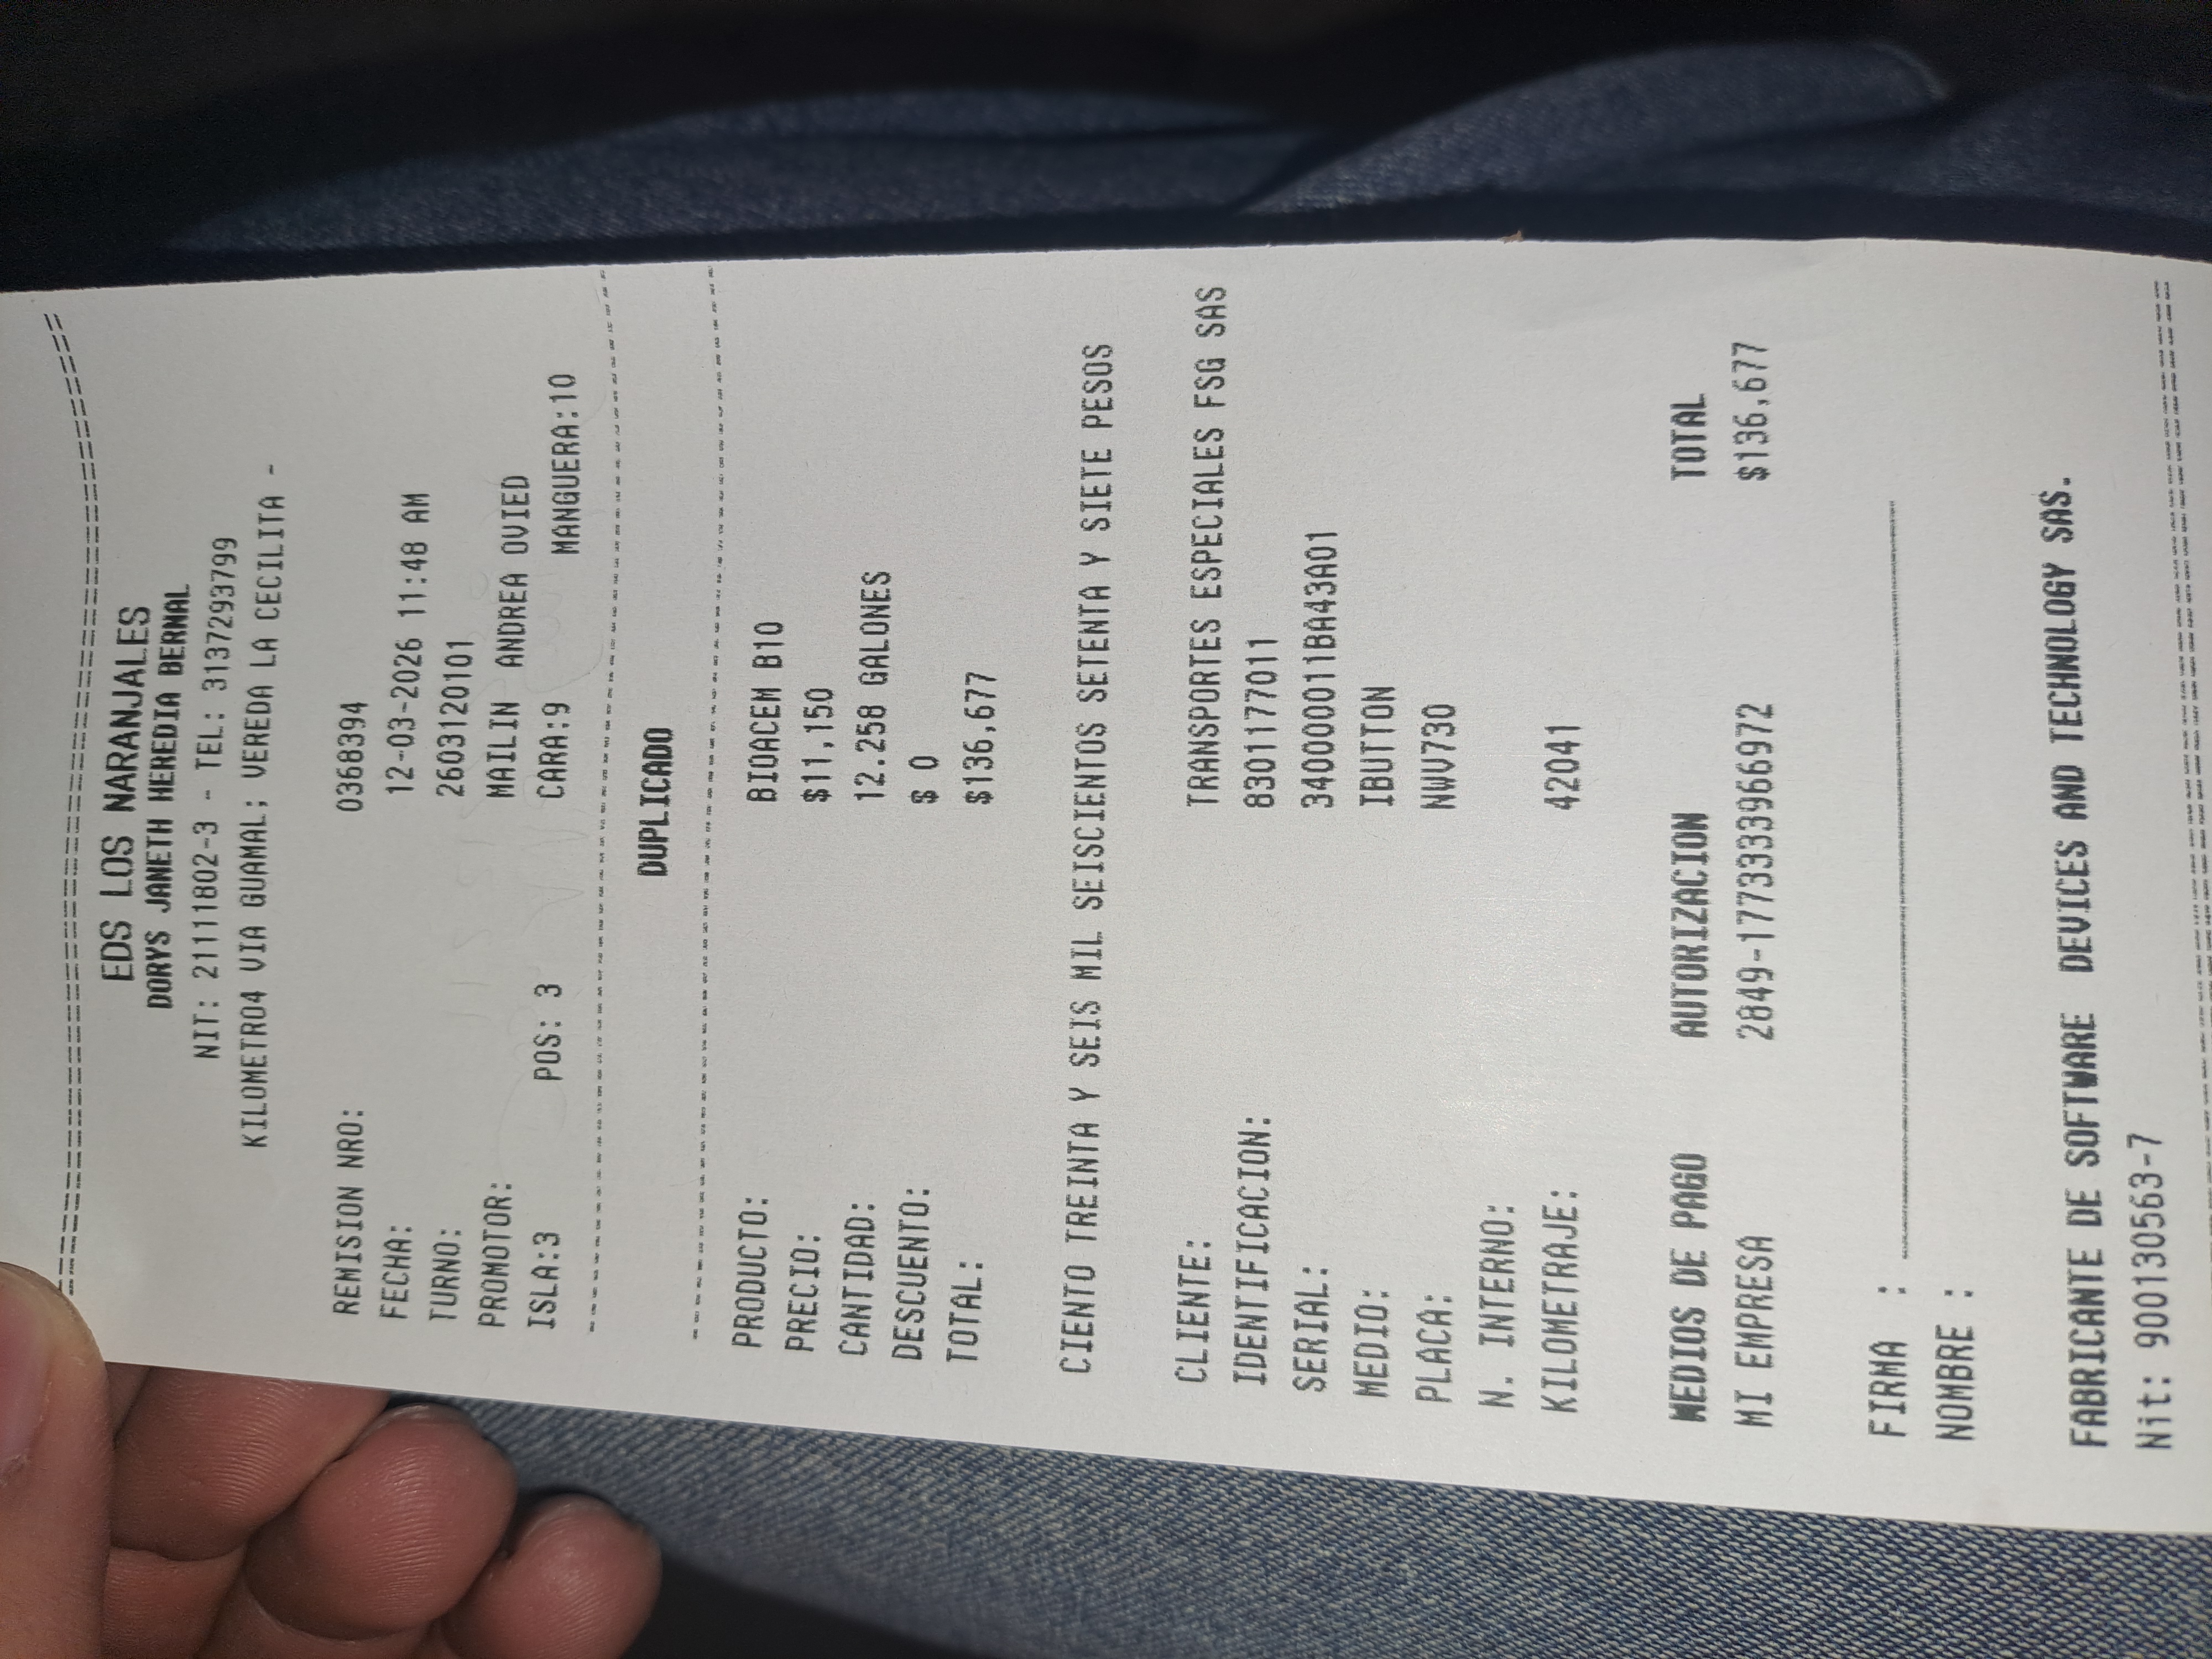 EDS LOS NARANJALES
DORYS JANETH HEREDIA BERNAL
NIT: 21111802-3 - TEL: 3137293799
KILOMETRO4 VIA GUAMAL; VEREDA LA CECILITA -
REMISION NRO: 0368394
FECHA: 12-03-2026 11:48 AM
TURNO: 2603120101
PROMOTOR: MAILIN ANDREA OVIED
ISLA:3 POS: 3 CARA:9 MANGUERA:10
DUPLICADO
PRODUCTO: BIOACEM B10
PRECIO: $11,150
CANTIDAD: 12.258 GALONES
DESCUENTO: $ 0
TOTAL: $136,677
CIENTO TREINTA Y SEIS MIL SEISCIENTOS SETENTA Y SIETE PESOS
CLIENTE: TRANSPORTES ESPECIALES FSG SAS
IDENTIFICACION: 8301177011
SERIAL: 340000011BA43A01
MEDIO: IBUTTON
PLACA: NWV730
N. INTERNO:
KILOMETRAJE: 42041
MEDIOS DE PAGO AUTORIZACION TOTAL
MI EMPRESA 2849-1773333966972 $136,677
FIRMA :
NOMBRE :
FABRICANTE DE SOFTWARE DEVICES AND TECHNOLOGY SAS.
Nit: 900130563-7